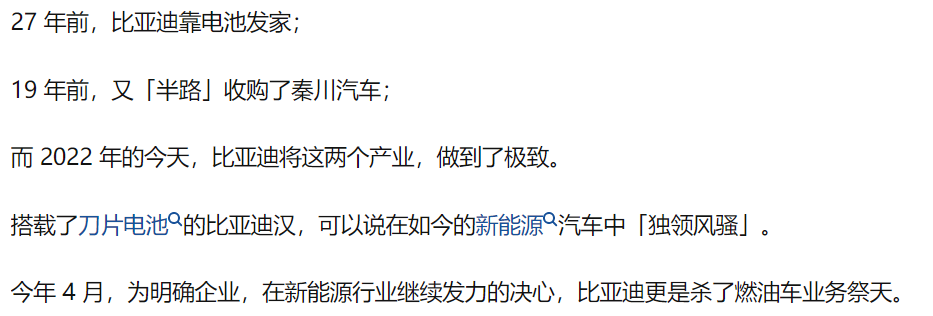 27 年前，比亚迪靠电池发家；
19 年前，又「半路」收购了秦川汽车；
而 2022 年的今天，比亚迪将这两个产业，做到了极致。
搭载了刀片电池的比亚迪汉，可以说在如今的新能源汽车中「独领风骚」。
今年 4 月，为明确企业，在新能源行业继续发力的决心，比亚迪更是杀了燃油车业务祭天。